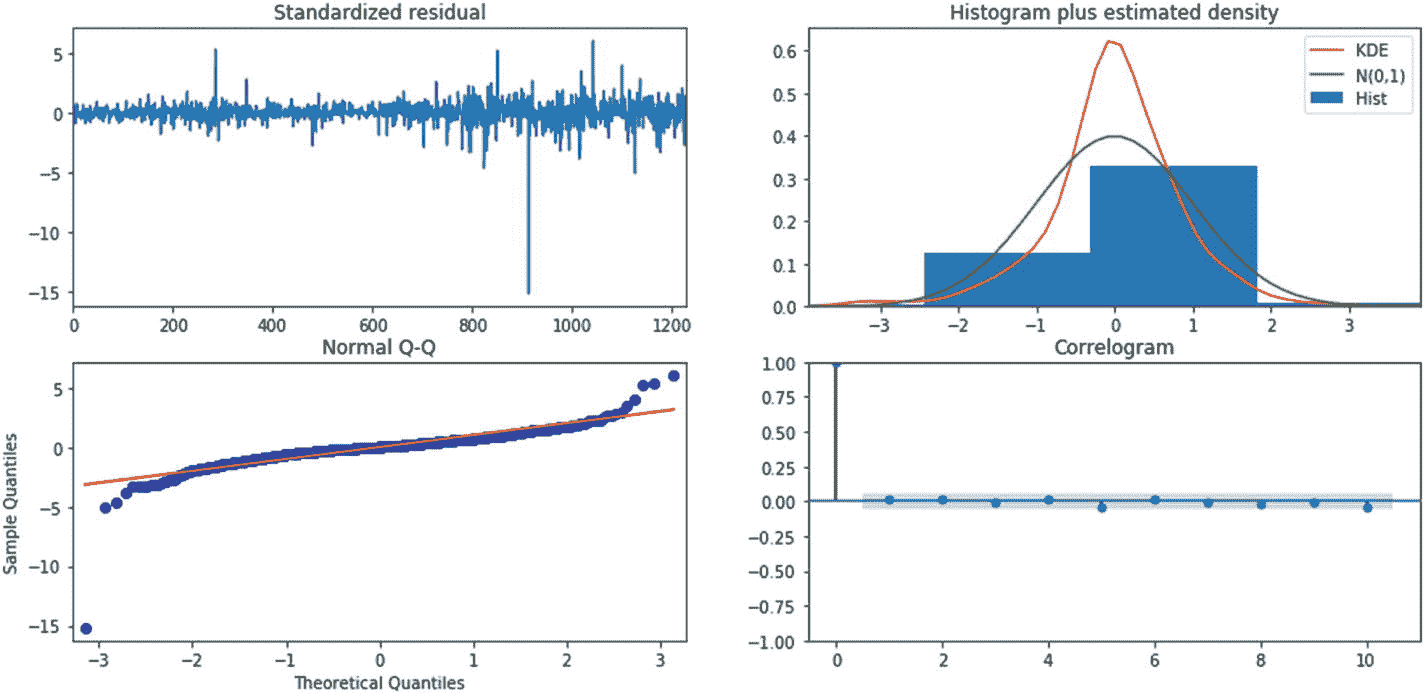 Standardized residual
5
0
−5
−10
−15
0 200 400 600 800 1000 1200
Histogram plus estimated density
0.6
0.5
0.4
0.3
0.2
0.1
0.0
−3 −2 −1 0 1 2 3
KDE
N(0,1)
Hist
Normal Q-Q
Sample Quantiles
5
0
−5
−10
−15
−3 −2 −1 0 1 2 3
Theoretical Quantiles
Correlogram
1.00
0.75
0.50
0.25
0.00
−0.25
−0.50
−0.75
−1.00
0 2 4 6 8 10